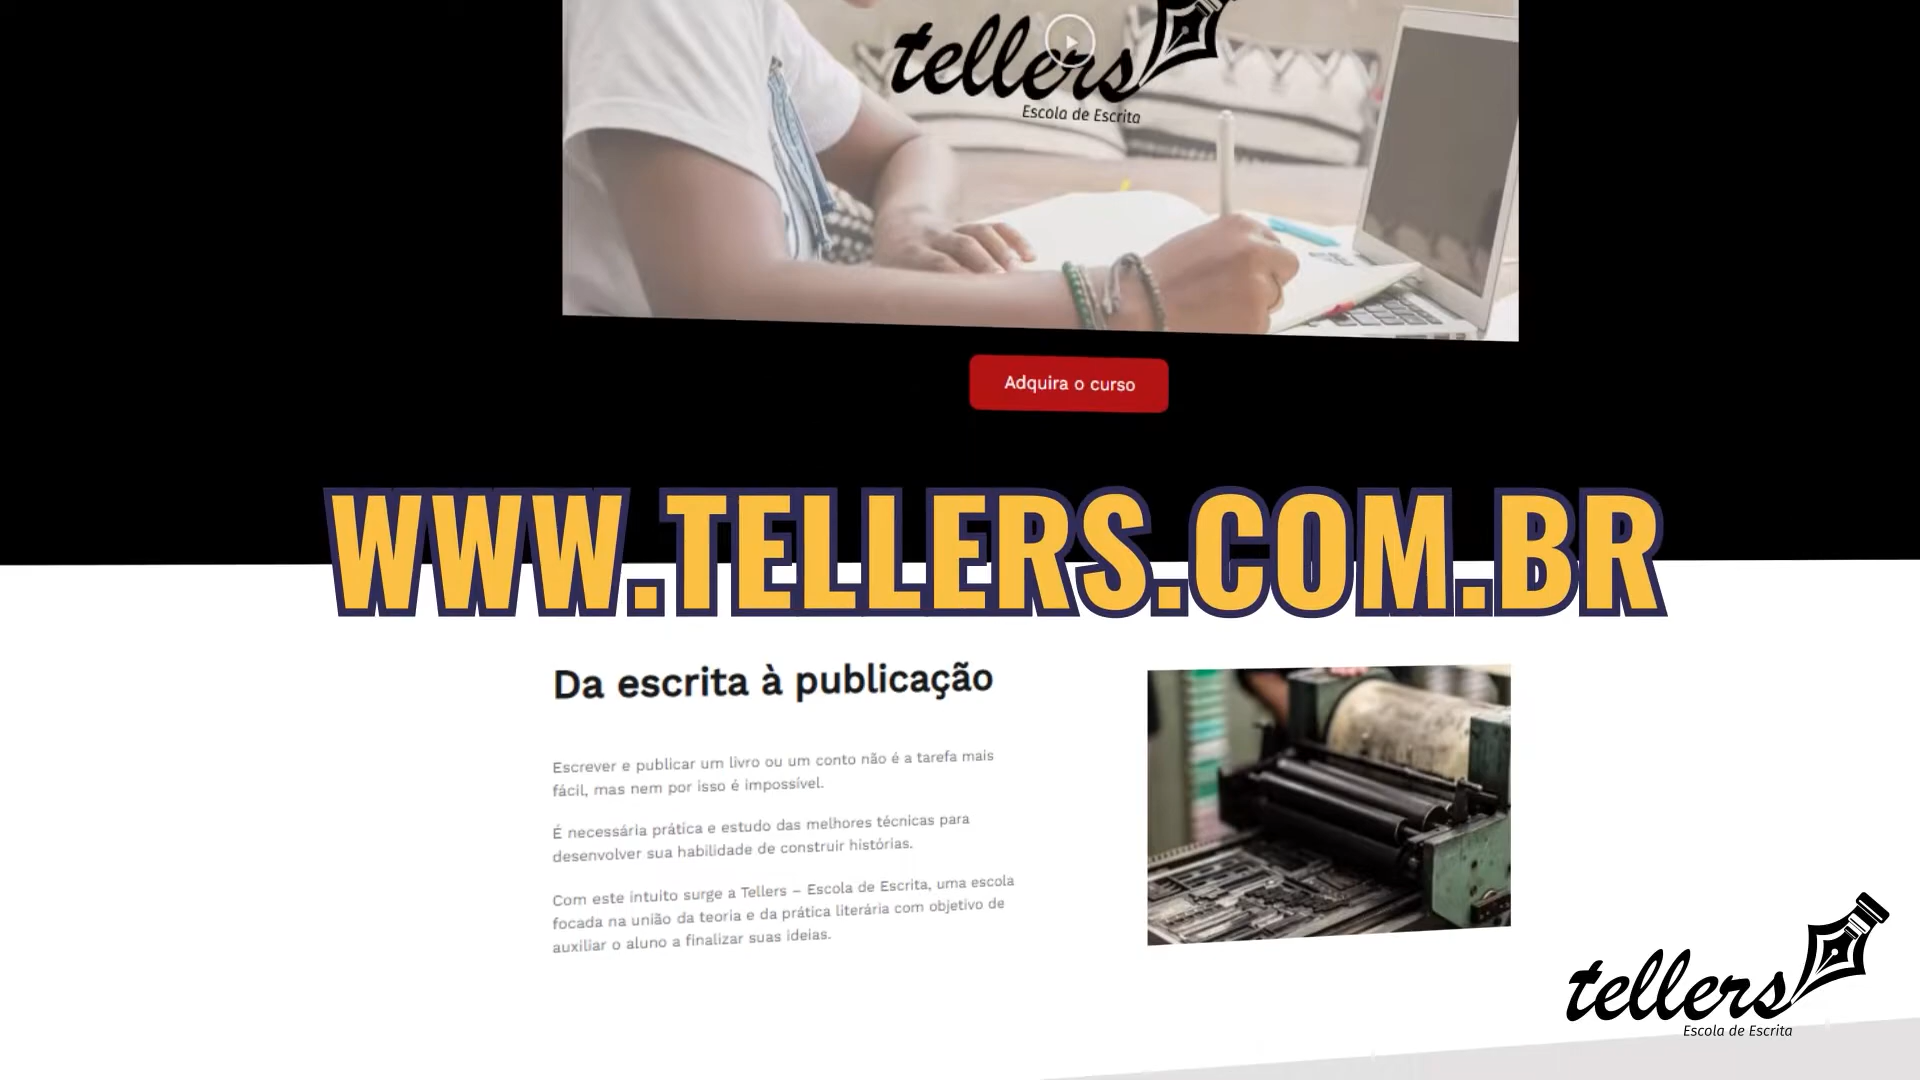 tellers
Escola de Escrita
Adquira o curso
WWW.TELLERS.COM.BR
Da escrita à publicação
Escrever e publicar um livro ou um conto não é a tarefa mais
fácil, mas nem por isso é impossível.
É necessária prática e estudo das melhores técnicas para
desenvolver sua habilidade de construir histórias.
Com este intuito surge a Tellers – Escola de Escrita, uma escola
focada na união da teoria e da prática literária com objetivo de
auxiliar o aluno a finalizar suas ideias.
tellers
Escola de Escrita